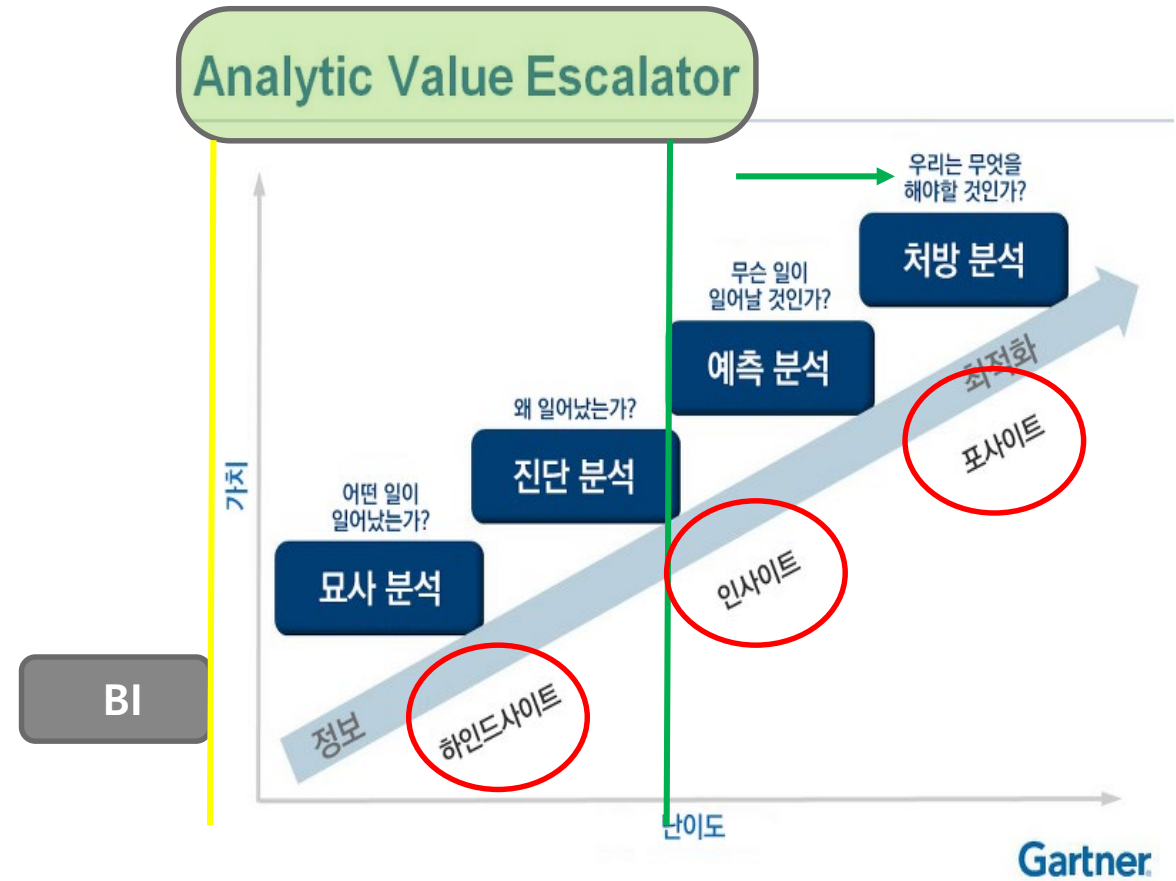 Analytic Value Escalator
우리는 무엇을
해야할 것인가?
처방 분석
무슨 일이
일어날 것인가?
예측 분석
최적화
왜 일어났는가?
포사이트
진단 분석
가치
어떤 일이
일어났는가?
인사이트
묘사 분석
BI
정보
하인드사이트
난이도
Gartner